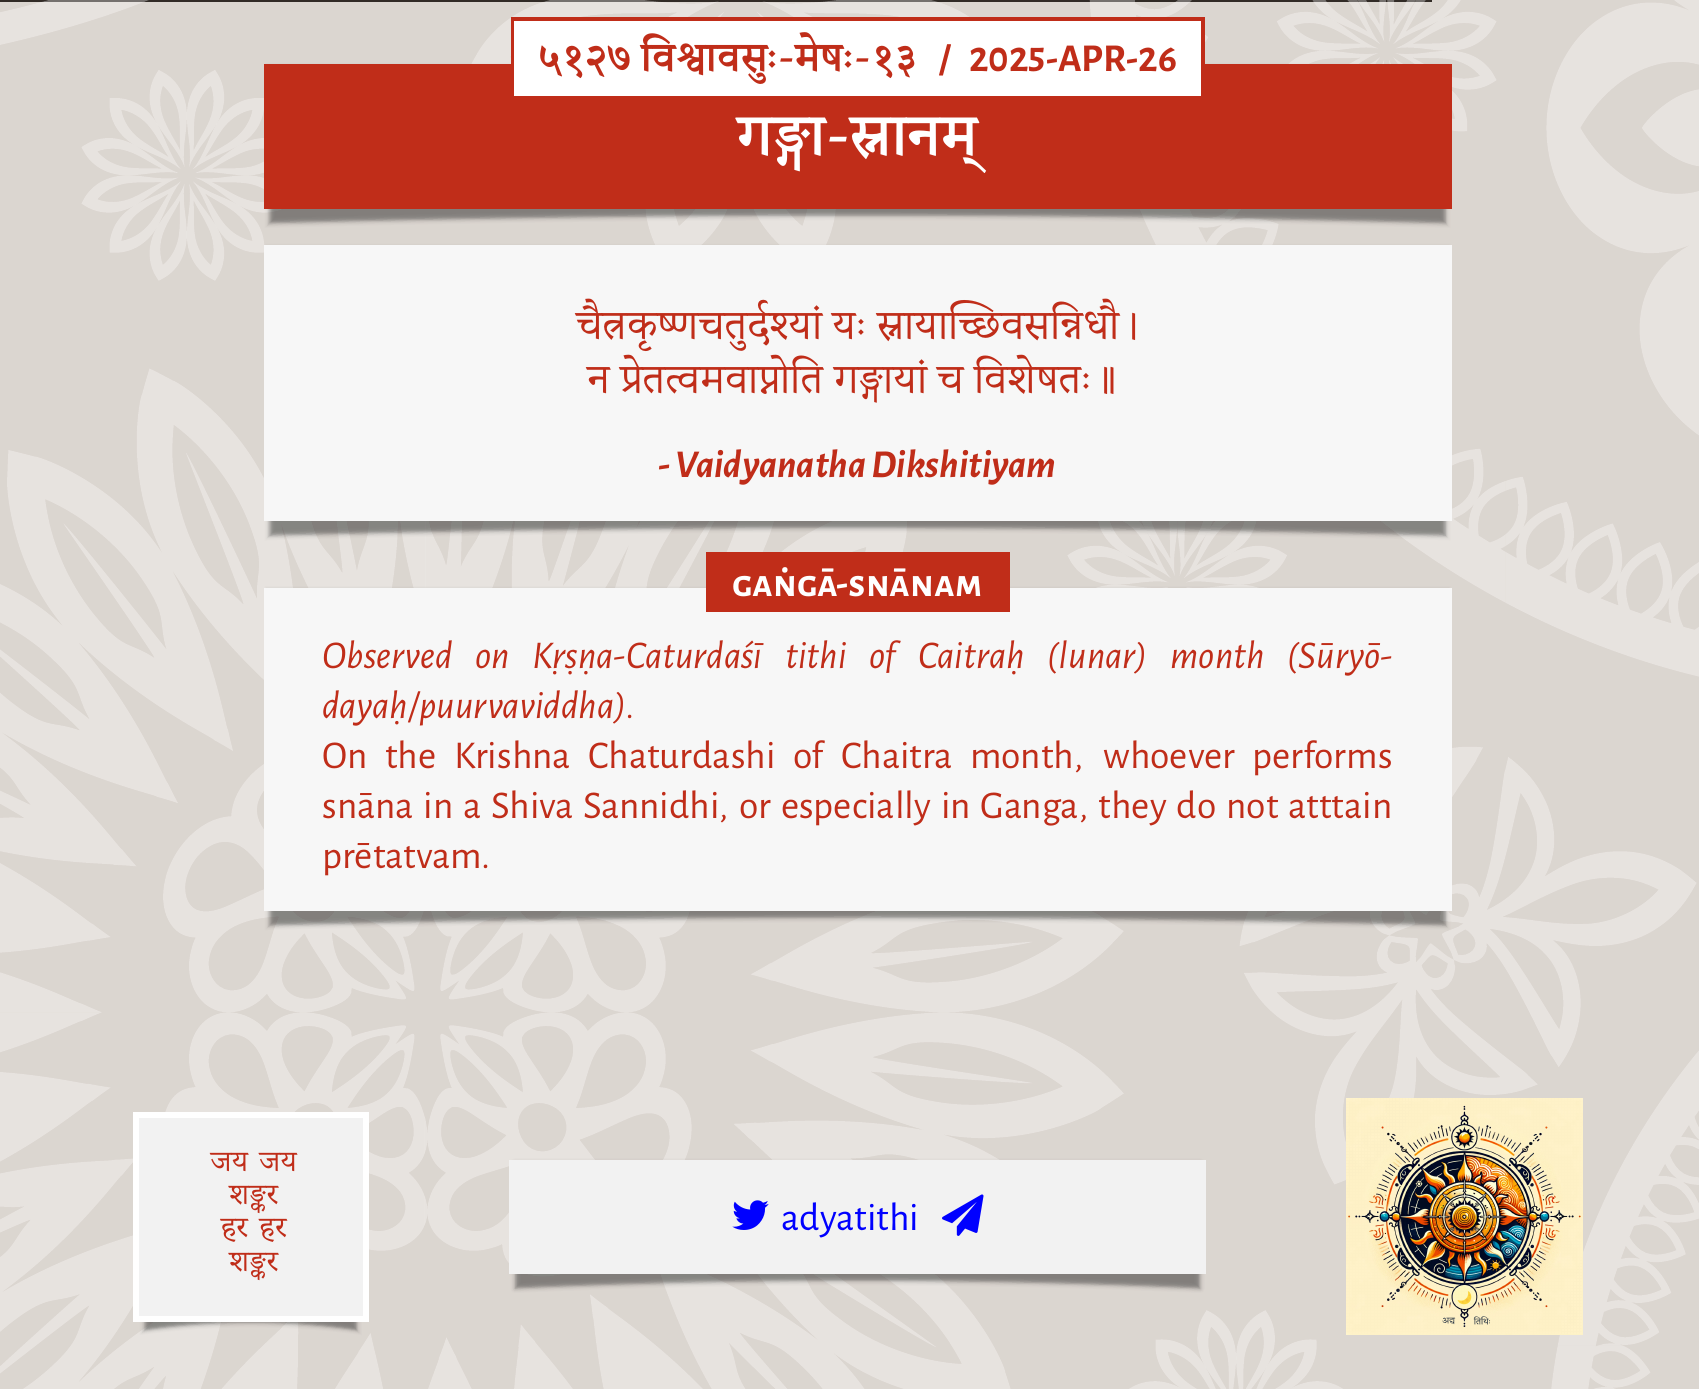 ५१२७ विश्वावसुः-मेषः-१३ / 2025-APR-26
गङ्गा-स्नानम्
चैत्रकृष्णचतुर्दश्यां यः स्नायाच्छिवसन्निधौ।
न प्रेतत्वमवाप्नोति गङ्गायां च विशेषतः॥
- Vaidyanatha Dikshitiyam
GAṄGĀ-SNĀNAM
Observed on Kṛṣṇa-Caturdaśī tithi of Caitraḥ (lunar) month (Sūryō-
dayaḥ/puurvaviddha).
On the Krishna Chaturdashi of Chaitra month, whoever performs
snāna in a Shiva Sannidhi, or especially in Ganga, they do not atttain
prētatvam.
जय जय
शङ्कर
हर हर
शङ्कर
adyatithi
अद्य तिथिः